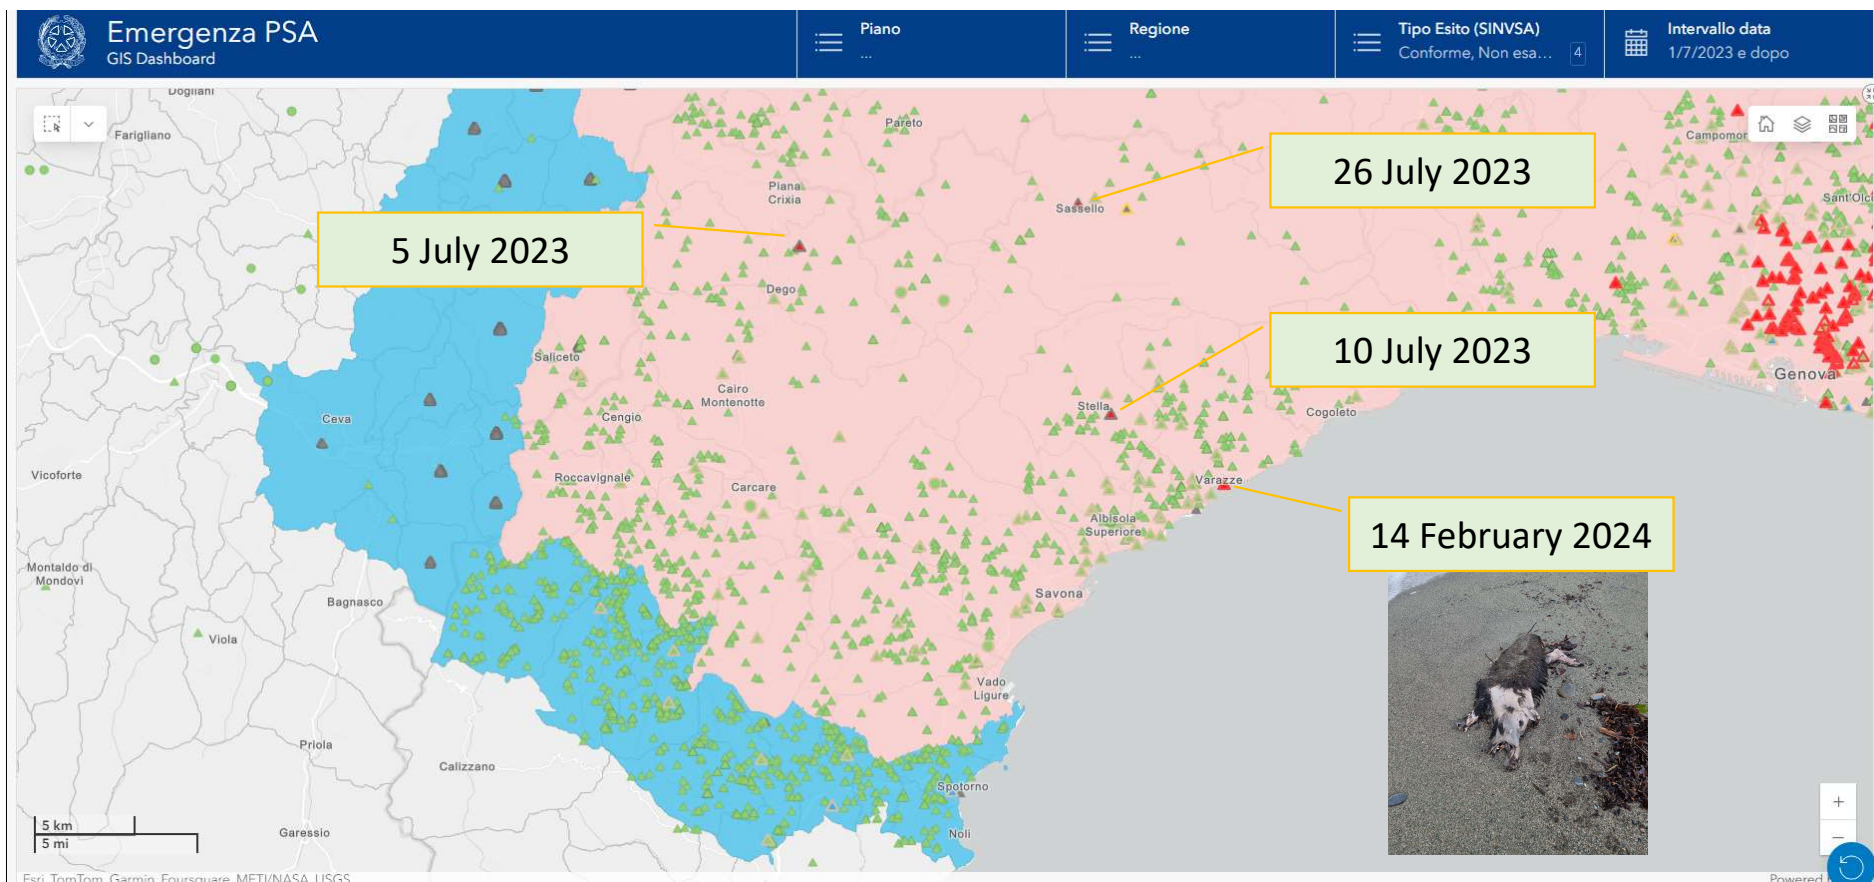 Emergenza PSA
GIS Dashboard
Piano
...
Regione
...
Tipo Esito (SINVSA)
Conforme, Non esa...
4
Intervallo data
1/7/2023 e dopo
Dogliani
Farigliano
Pareto
Campomor
Piana
Crixia
Sassello
26 July 2023
Sant'Olc
5 July 2023
Dego
Saliceto
10 July 2023
Genova
Cairo
Montenotte
Ceva
Cengio
Stella
Cogoleto
Vicoforte
Roccavignale
Carcare
Varazze
Albisola
Superiore
14 February 2024
Montaldo di
Mondovì
Bagnasco
Savona
Viola
Vado
Ligure
Priola
Calizzano
Spotorno
5 km
5 mi
Garessio
Noli
Esri, TomTom, Garmin, Foursquare, METI/NASA, USGS
Powered